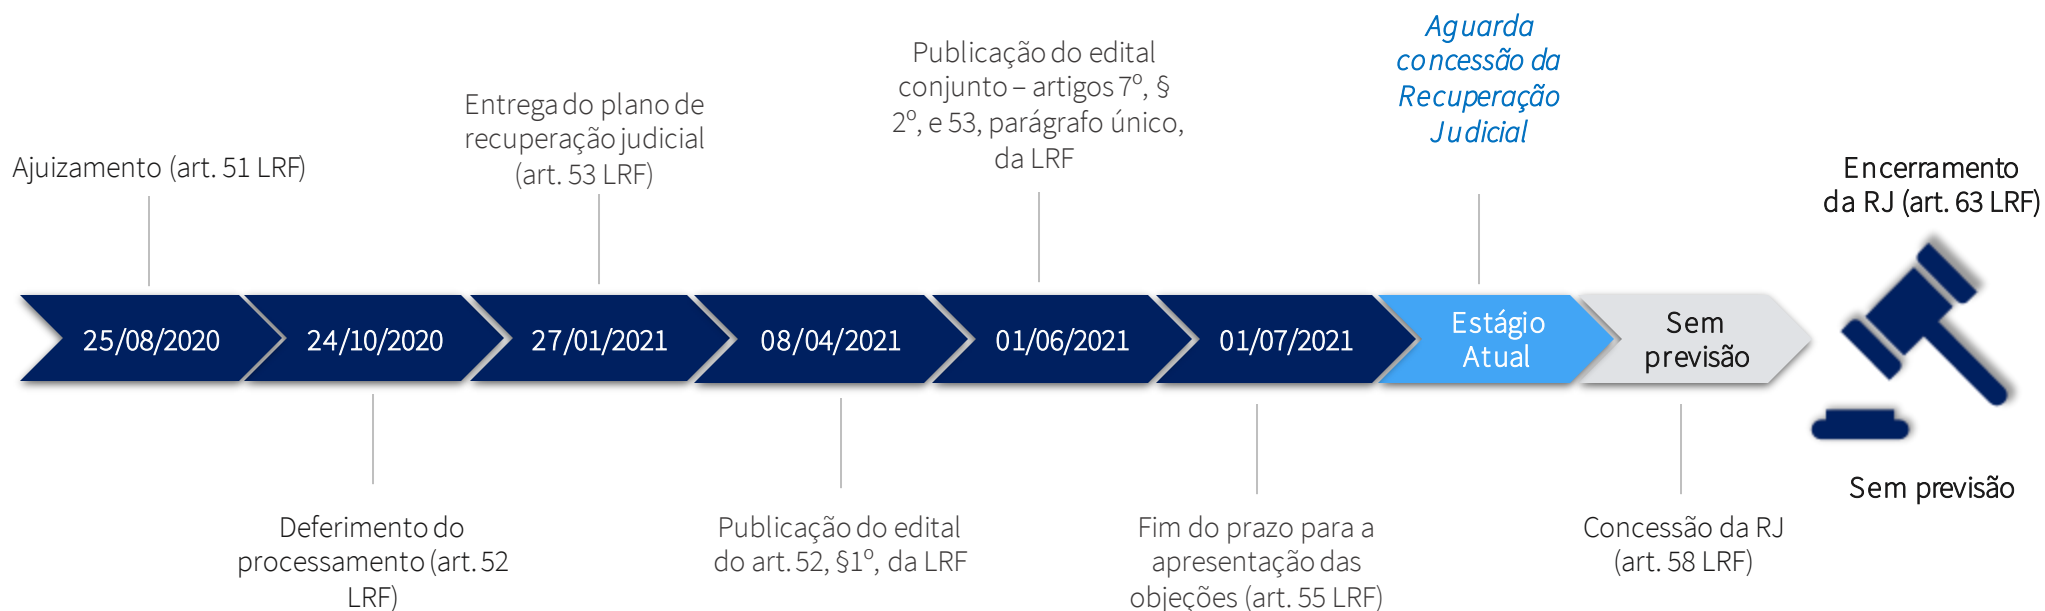 Ajuizamento (art. 51 LRF)
25/08/2020
24/10/2020
Deferimento do
processamento (art. 52
LRF)
Entrega do plano de
recuperação judicial
(art. 53 LRF)
27/01/2021
08/04/2021
Publicação do edital
do art. 52, §1º, da LRF
Publicação do edital
conjunto – artigos 7º, §
2º, e 53, parágrafo único,
da LRF
01/06/2021
01/07/2021
Fim do prazo para a
apresentação das
objeções (art. 55 LRF)
Aguarda
concessão da
Recuperação
Judicial
Estágio
Atual
Sem
previsão
Concessão da RJ
(art. 58 LRF)
Encerramento
da RJ (art. 63 LRF)
Sem previsão